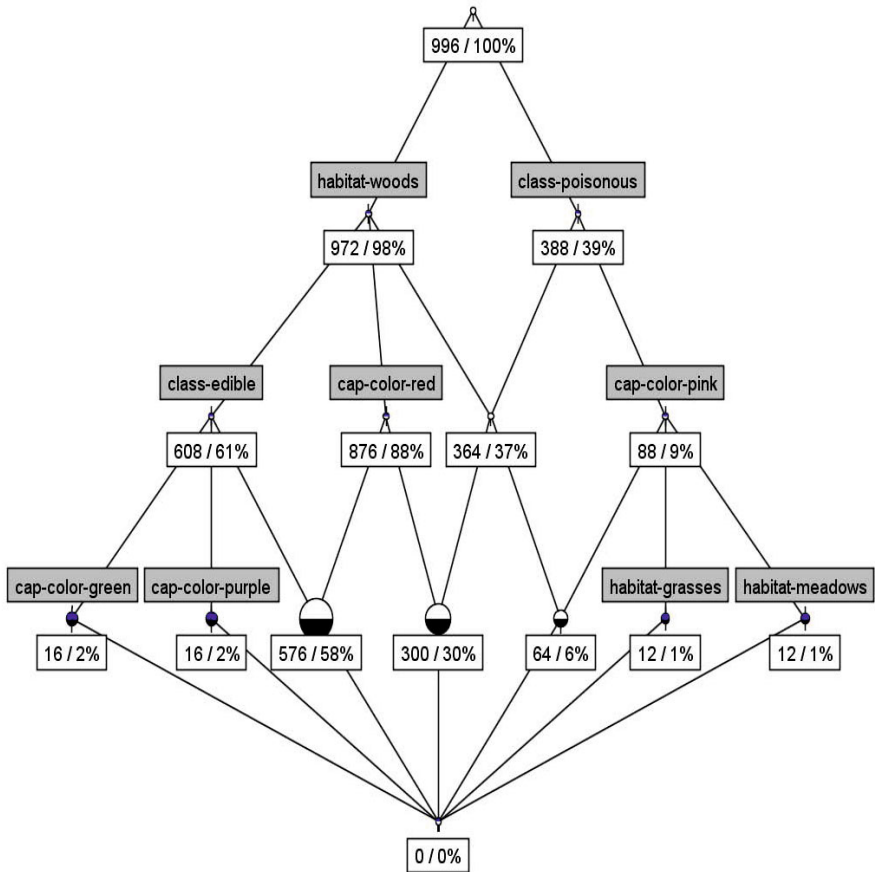 996 / 100%
habitat-woods
class-poisonous
972 / 98%
388 / 39%
class-edible
cap-color-red
cap-color-pink
608 / 61%
876 / 88%
364 / 37%
88 / 9%
cap-color-green
cap-color-purple
habitat-grasses
habitat-meadows
16 / 2%
16 / 2%
576 / 58%
300 / 30%
64 / 6%
12 / 1%
12 / 1%
0 / 0%